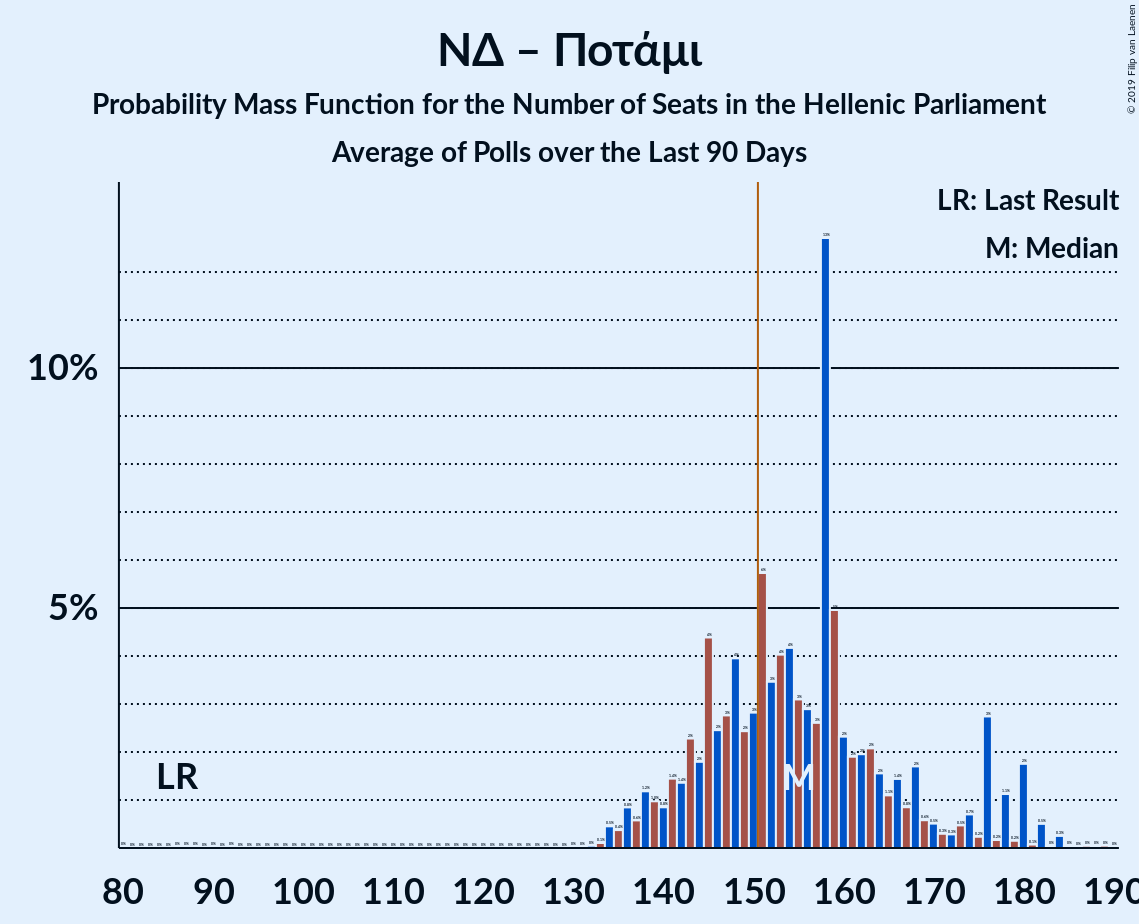 ΝΔ – Ποτάμι
Probability Mass Function for the Number of Seats in the Hellenic Parliament
Average of Polls over the Last 90 Days
© 2019 Filip van Laenen
LR: Last Result
M: Median
10%
5%
LR
M
80 90 100 110 120 130 140 150 160 170 180 190